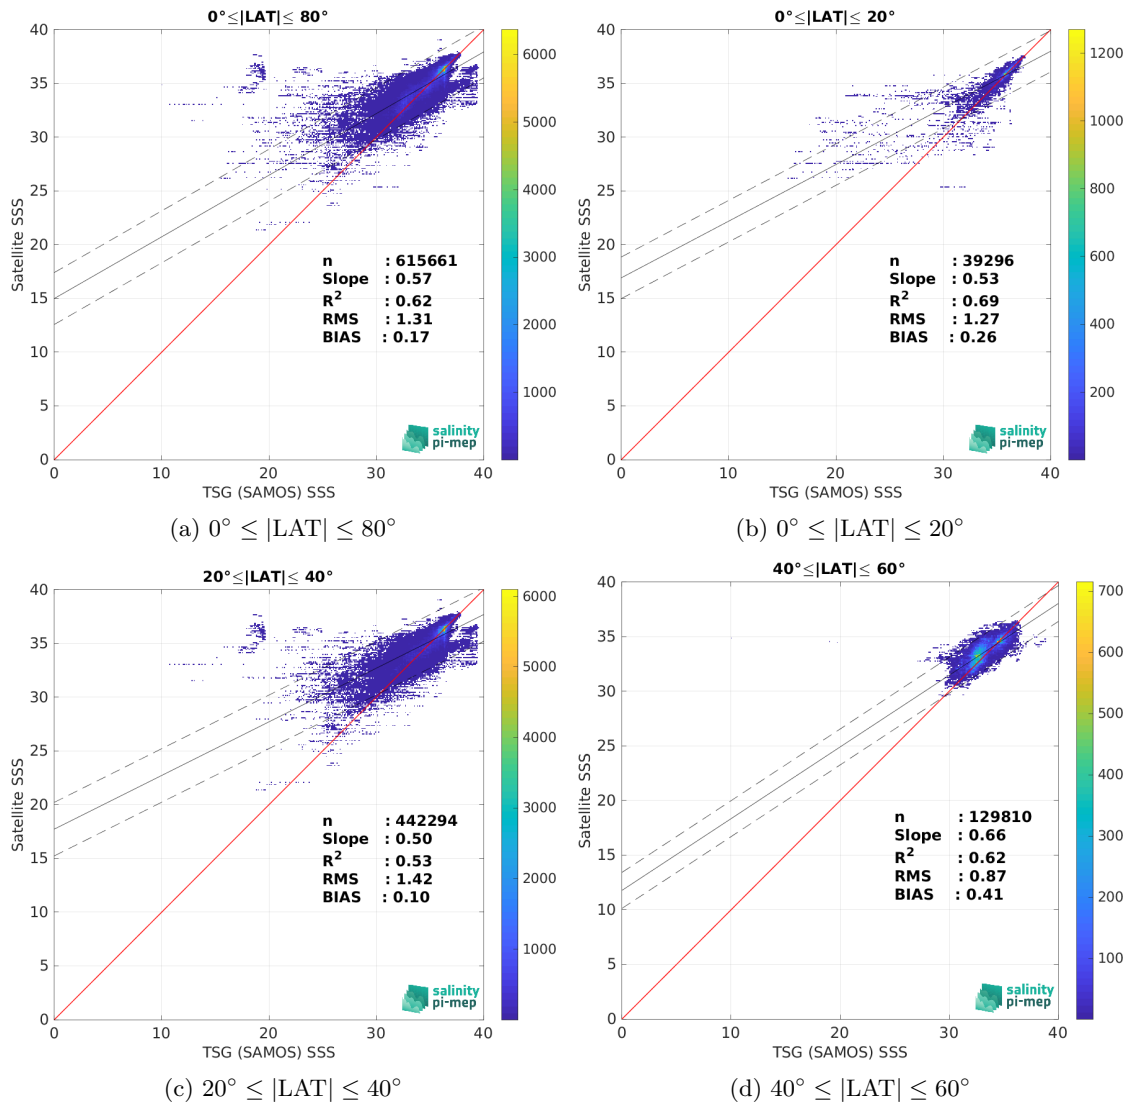 0°≤|LAT|≤ 80°
Satellite SSS
40
35
30
25
20
15
10
5
0
0
10
20
30
40
TSG (SAMOS) SSS
n : 615661
Slope : 0.57
R² : 0.62
RMS : 1.31
BIAS : 0.17
salinity
pi-mep
6000
5000
4000
3000
2000
1000
(a) 0° ≤ |LAT| ≤ 80°
0°≤|LAT|≤ 20°
Satellite SSS
40
35
30
25
20
15
10
5
0
0
10
20
30
40
TSG (SAMOS) SSS
n : 39296
Slope : 0.53
R² : 0.69
RMS : 1.27
BIAS : 0.26
salinity
pi-mep
1200
1000
800
600
400
200
(b) 0° ≤ |LAT| ≤ 20°
20°≤|LAT|≤ 40°
Satellite SSS
40
35
30
25
20
15
10
5
0
0
10
20
30
40
TSG (SAMOS) SSS
n : 442294
Slope : 0.50
R² : 0.53
RMS : 1.42
BIAS : 0.10
salinity
pi-mep
6000
5000
4000
3000
2000
1000
(c) 20° ≤ |LAT| ≤ 40°
40°≤|LAT|≤ 60°
Satellite SSS
40
35
30
25
20
15
10
5
0
0
10
20
30
40
TSG (SAMOS) SSS
n : 129810
Slope : 0.66
R² : 0.62
RMS : 0.87
BIAS : 0.41
salinity
pi-mep
700
600
500
400
300
200
100
(d) 40° ≤ |LAT| ≤ 60°